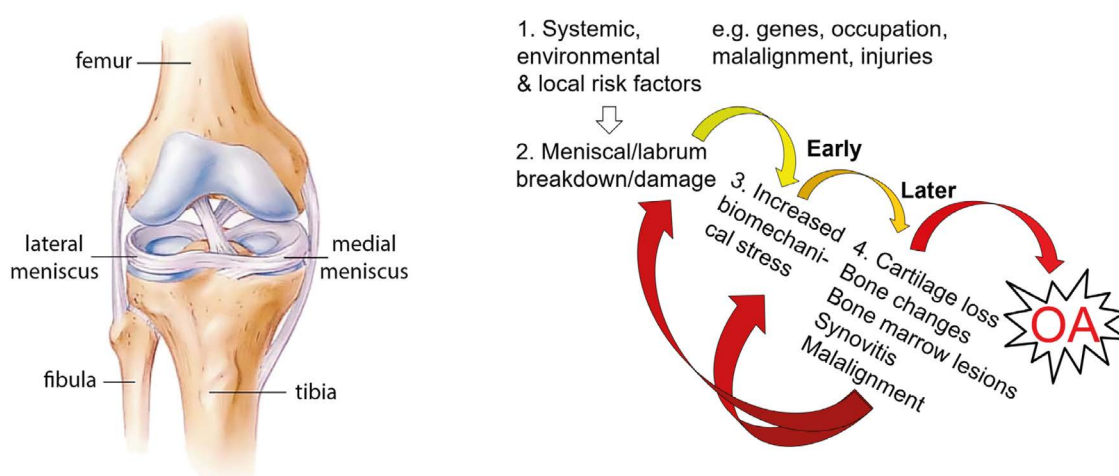 femur
lateral
meniscus
medial
meniscus
fibula
tibia
1. Systemic,
environmental
& local risk factors
e.g. genes, occupation,
malalignment, injuries
2. Meniscal/labrum
breakdown/damage
Early
3. Increased
biomechani-
cal stress
Later
4. Cartilage loss
Bone changes
Bone marrow lesions
Synovitis
Malalignment
OA